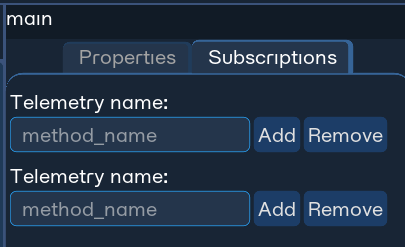 main
Properties Subscriptions
Telemetry name:
method_name Add Remove
Telemetry name:
method_name Add Remove